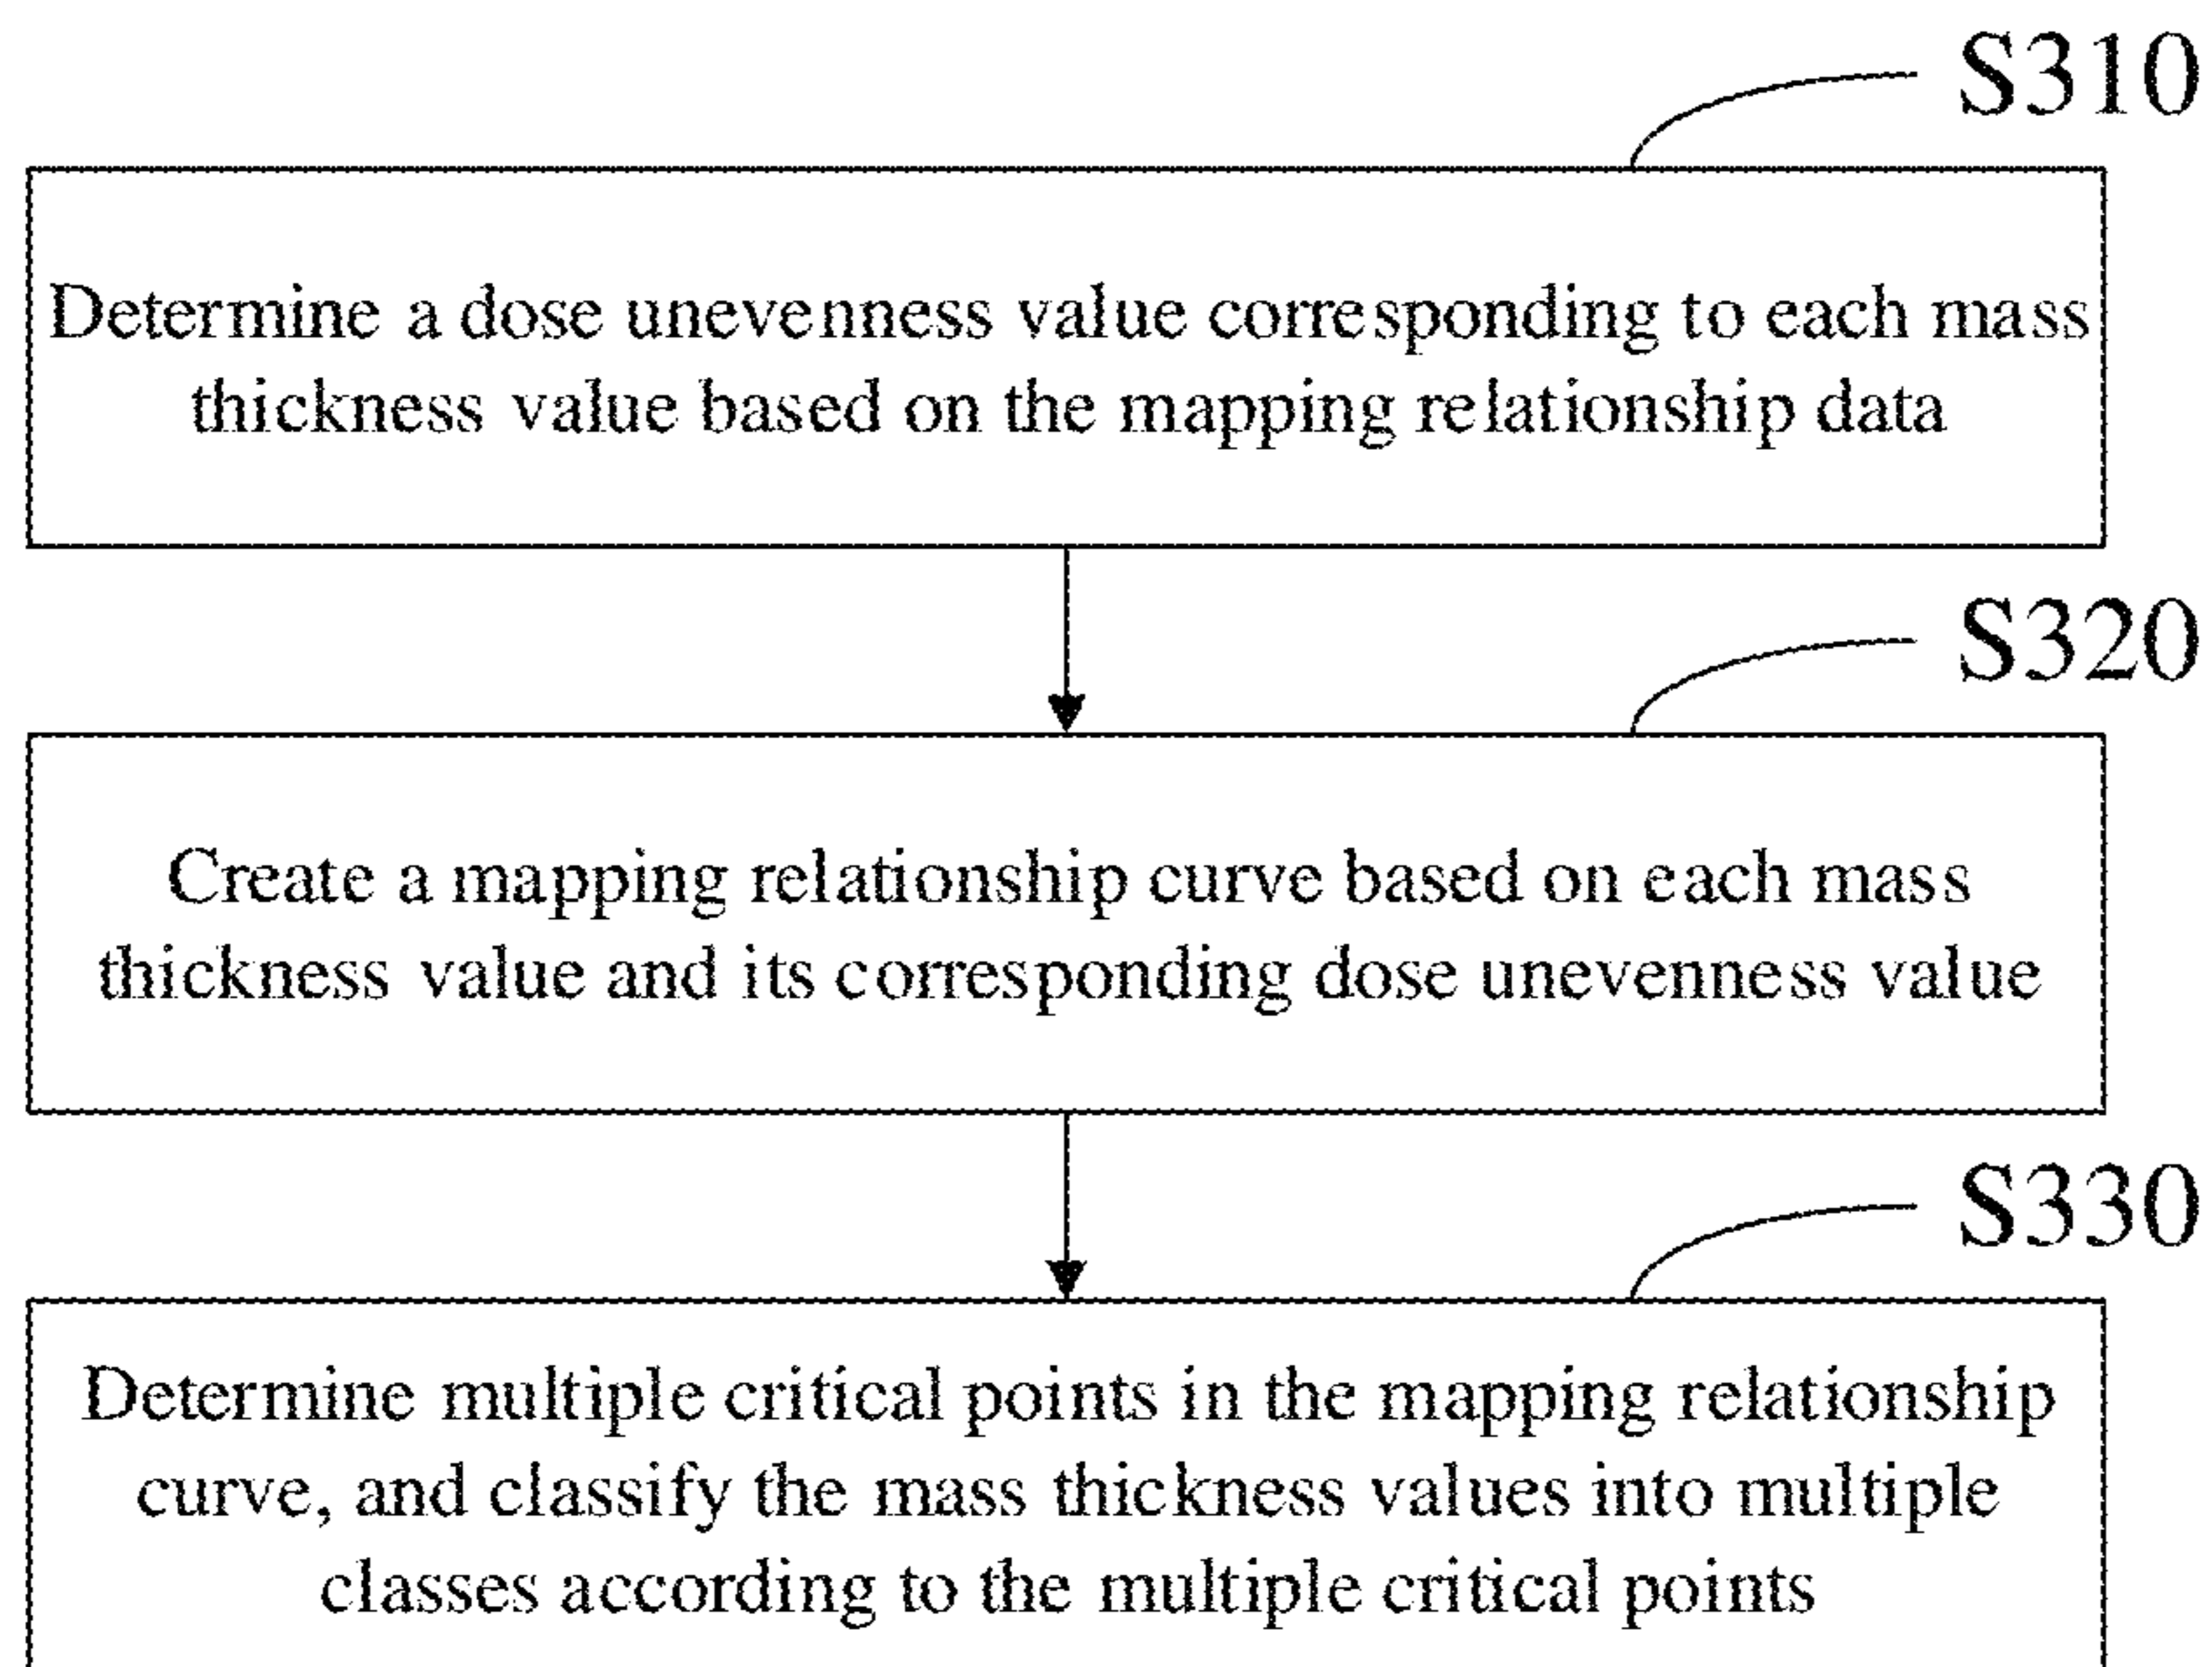 S310
Determine a dose unevenness value corresponding to each mass
thickness value based on the mapping relationship data
S320
Create a mapping relationship curve based on each mass
thickness value and its corresponding dose unevenness value
S330
Determine multiple critical points in the mapping relationship
curve, and classify the mass thickness values into multiple
classes according to the multiple critical points